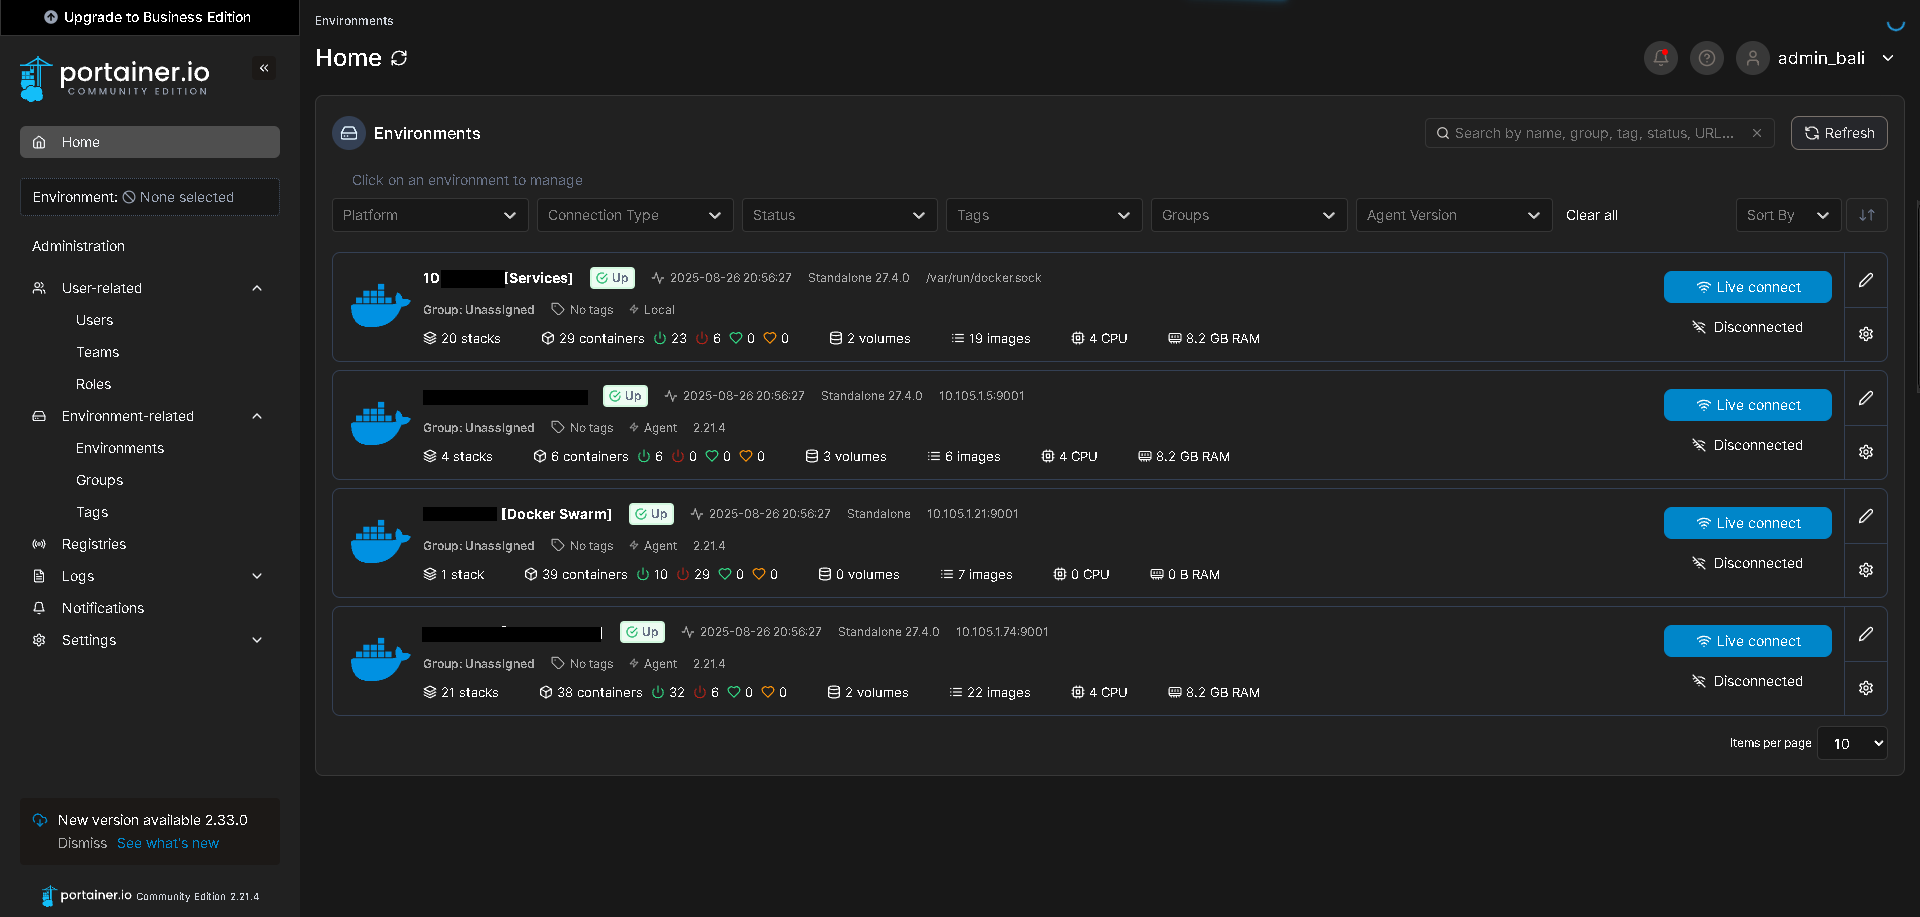 Upgrade to Business Edition
portainer.io
COMMUNITY EDITION
Home
Environment: None selected
Administration
User-related
Users
Teams
Roles
Environment-related
Environments
Groups
Tags
Registries
Logs
Notifications
Settings
New version available 2.33.0
Dismiss See what's new
portainer.io Community Edition 2.21.4
Environments
Home
admin_bali
Environments
Search by name, group, tag, status, URL...
Refresh
Click on an environment to manage
Platform Connection Type Status Tags Groups Agent Version Clear all Sort By
10 [Services] Up 2025-08-26 20:56:27 Standalone 27.4.0 /var/run/docker.sock
Group: Unassigned No tags Local
20 stacks 29 containers 23 6 0 0 2 volumes 19 images 4 CPU 8.2 GB RAM
Live connect
Disconnected
Up 2025-08-26 20:56:27 Standalone 27.4.0 10.105.1.5:9001
Group: Unassigned No tags Agent 2.21.4
4 stacks 6 containers 6 0 0 0 3 volumes 6 images 4 CPU 8.2 GB RAM
Live connect
Disconnected
[Docker Swarm] Up 2025-08-26 20:56:27 Standalone 10.105.1.21:9001
Group: Unassigned No tags Agent 2.21.4
1 stack 39 containers 10 29 0 0 0 volumes 7 images 0 CPU 0 B RAM
Live connect
Disconnected
] Up 2025-08-26 20:56:27 Standalone 27.4.0 10.105.1.74:9001
Group: Unassigned No tags Agent 2.21.4
21 stacks 38 containers 32 6 0 0 2 volumes 22 images 4 CPU 8.2 GB RAM
Live connect
Disconnected
Items per page 10